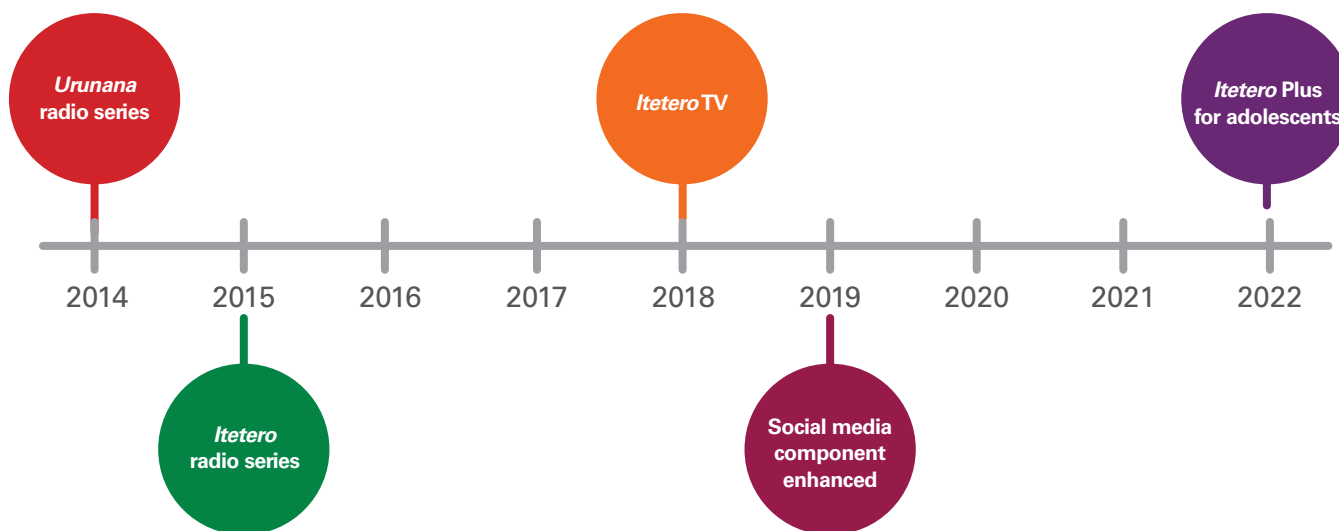 Urunana
radio series
Itetero TV
Itetero Plus
for adolescents
2014 2015 2016 2017 2018 2019 2020 2021 2022
Itetero
radio series
Social media
component
enhanced